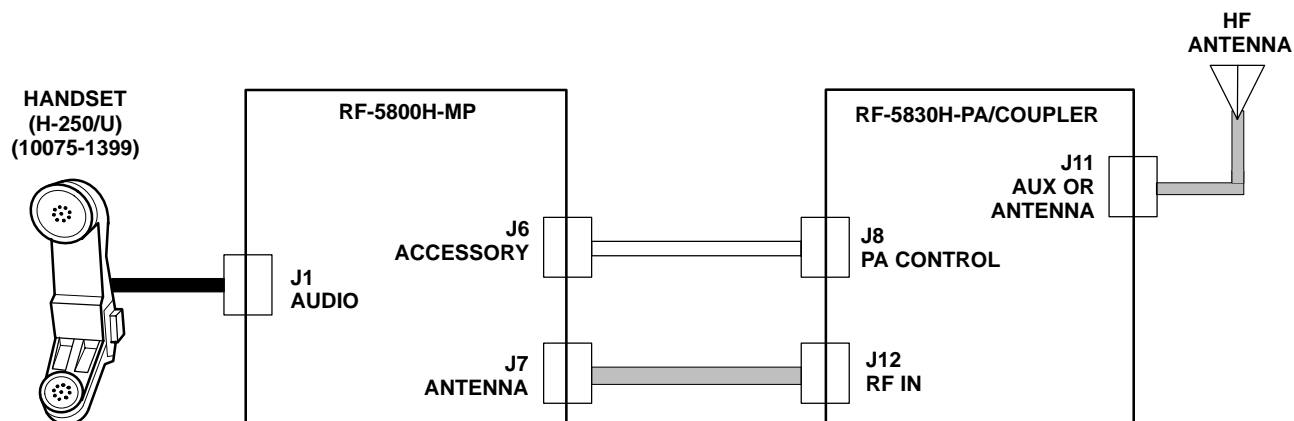 HF
ANTENNA
HANDSET
(H-250/U)
(10075-1399)
RF-5800H-MP
RF-5830H-PA/COUPLER
J11
AUX OR
ANTENNA
J6
ACCESSORY
J8
PA CONTROL
J1
AUDIO
J7
ANTENNA
J12
RF IN